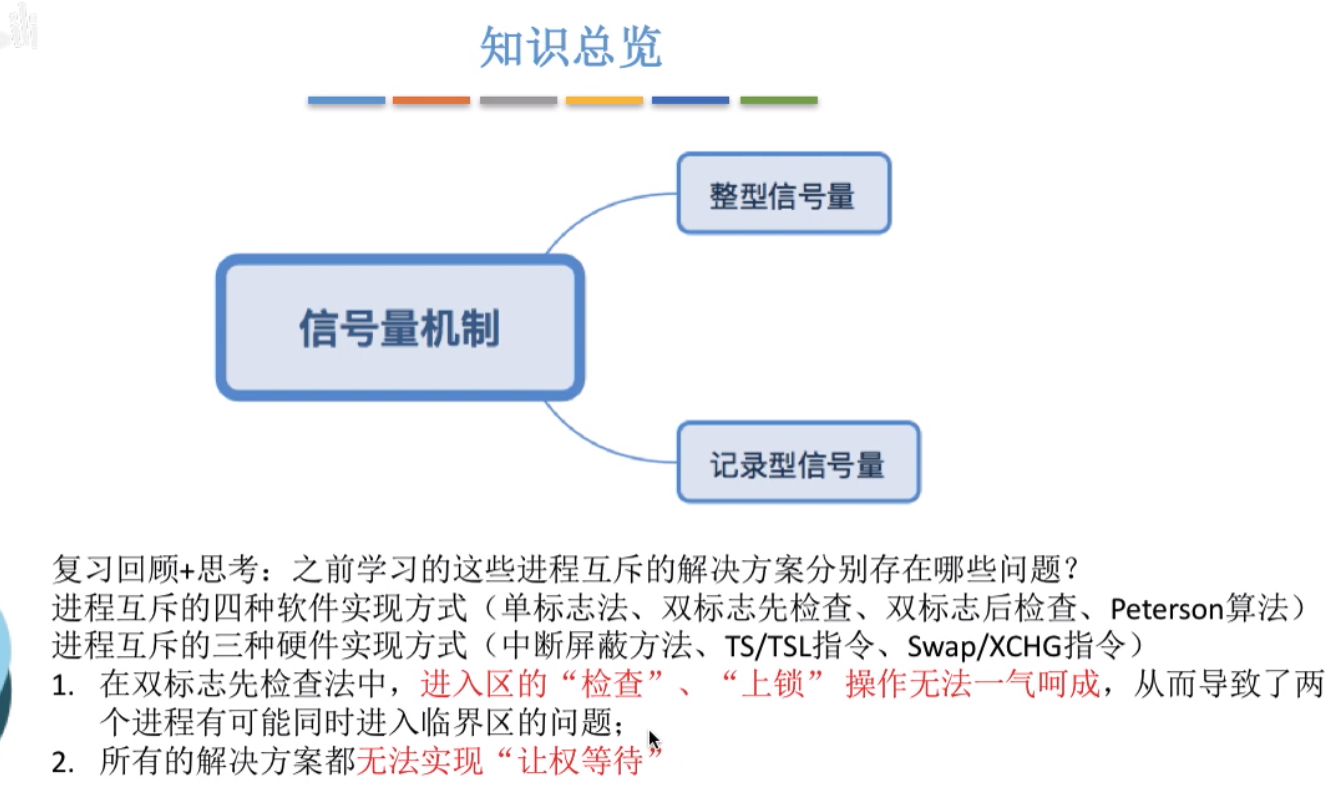 知识总览
整型信号量
信号量机制
记录型信号量
复习回顾+思考：之前学习的这些进程互斥的解决方案分别存在哪些问题？
进程互斥的四种软件实现方式（单标志法、双标志先检查、双标志后检查、Peterson算法）
进程互斥的三种硬件实现方式（中断屏蔽方法、TS/TSL指令、Swap/XCHG指令）
1. 在双标志先检查法中，进入区的“检查”、“上锁” 操作无法一气呵成，从而导致了两
个进程有可能同时进入临界区的问题；
2. 所有的解决方案都无法实现“让权等待”